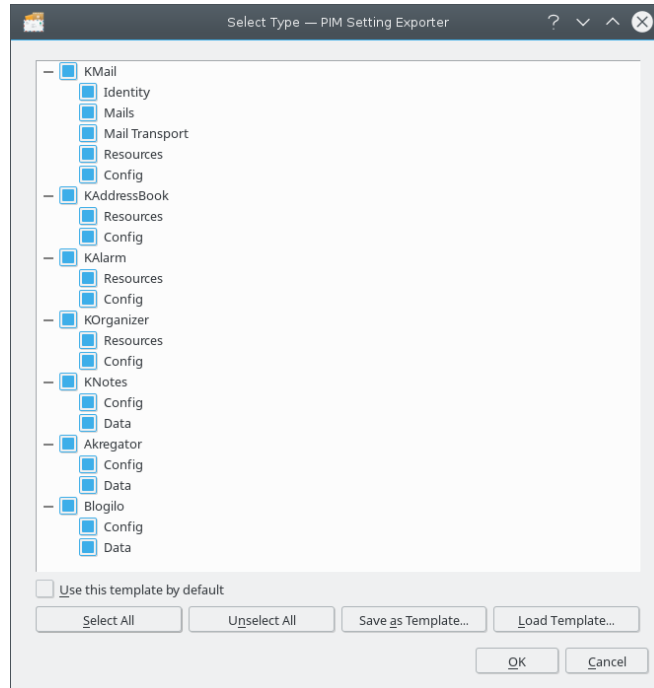 Select Type — PIM Setting Exporter
KMail
Identity
Mails
Mail Transport
Resources
Config
KAddressBook
Resources
Config
KAlarm
Resources
Config
KOrganizer
Resources
Config
KNotes
Config
Data
Akregator
Config
Data
Blogilo
Config
Data
Use this template by default
Select All Unselect All Save as Template... Load Template...
OK Cancel